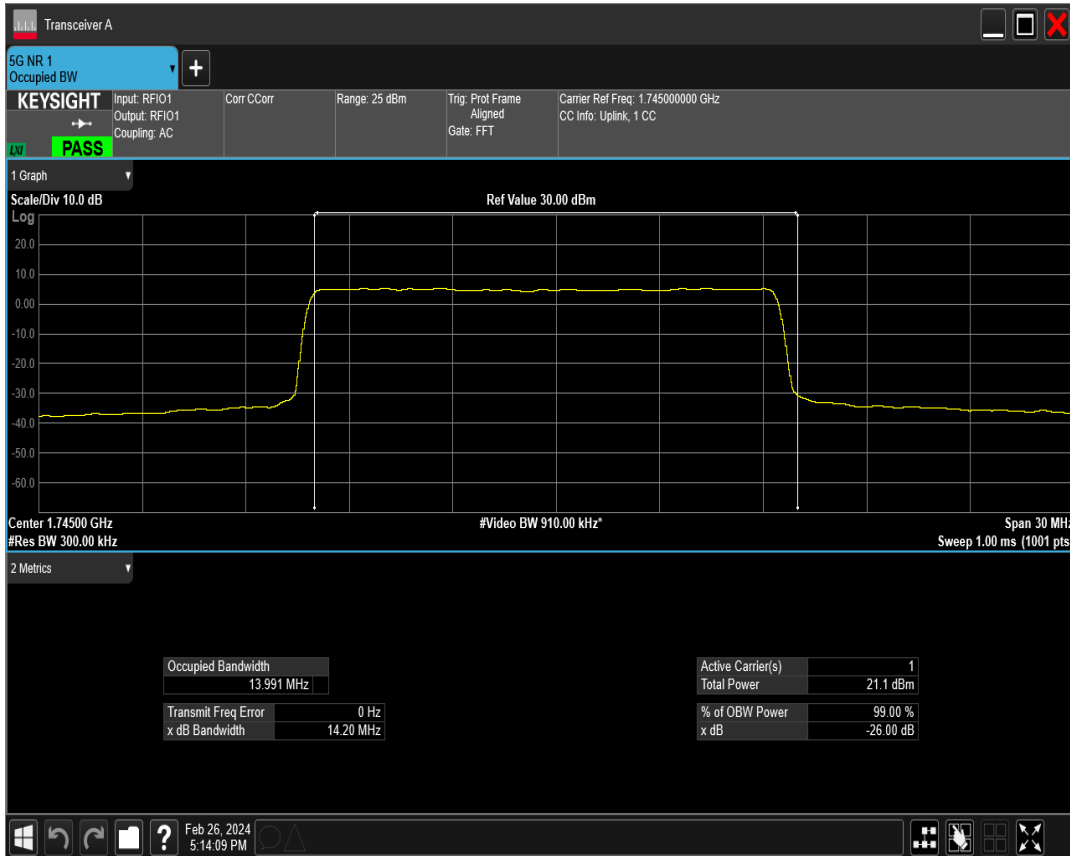 Transceiver A
5G NR 1
Occupied BW
KEYSIGHT
LXI
PASS
Input: RFIO1
Output: RFIO1
Coupling: AC
Corr CCorr
Range: 25 dBm
Trig: Prot Frame
Aligned
Gate: FFT
Carrier Ref Freq: 1.745000000 GHz
CC Info: Uplink, 1 CC
1 Graph
Scale/Div 10.0 dB
Ref Value 30.00 dBm
Log
20.0
10.0
0.00
-10.0
-20.0
-30.0
-40.0
-50.0
-60.0
Center 1.74500 GHz
#Video BW 910.00 kHz*
Span 30 MHz
#Res BW 300.00 kHz
Sweep 1.00 ms (1001 pts
2 Metrics
Occupied Bandwidth
13.991 MHz
Transmit Freq Error 0 Hz
x dB Bandwidth 14.20 MHz
Active Carrier(s) 1
Total Power 21.1 dBm
% of OBW Power 99.00 %
x dB -26.00 dB
?
Feb 26, 2024
5:14:09 PM